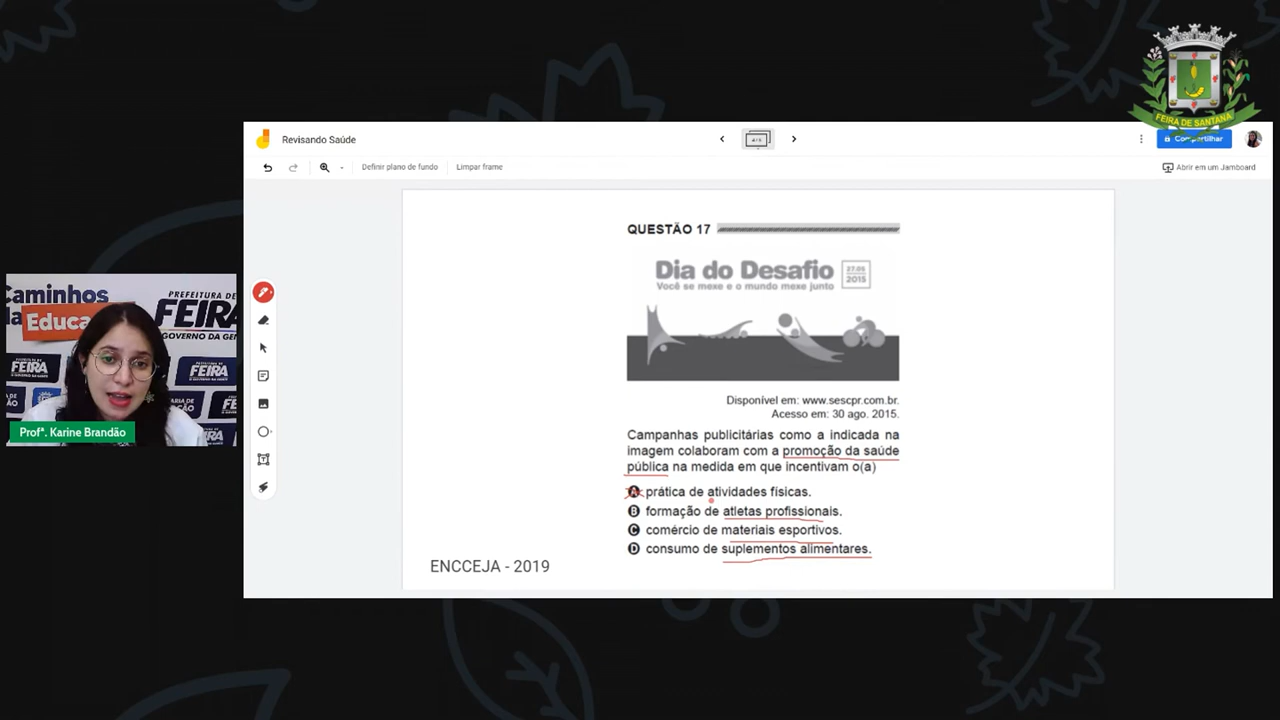 FEIRA DE SANTANA
Revisando Saúde
Compartilhar
Definir plano de fundo
Limpar frame
Abrir em um Jamboard
QUESTÃO 17
Dia do Desafio
27.05
2015
Você se mexe e o mundo mexe junto
Disponível em: www.sescpr.com.br.
Acesso em: 30 ago. 2015.
Campanhas publicitárias como a indicada na
imagem colaboram com a promoção da saúde
pública na medida em que incentivam o(a)
A prática de atividades físicas.
B formação de atletas profissionais.
C comércio de materiais esportivos.
D consumo de suplementos alimentares.
ENCCEJA - 2019
Caminhos
da
Educa
PREFEITURA DE
FEIRA
GOVERNO DA GEN
FEIRA
FEIRA
Profª. Karine Brandão